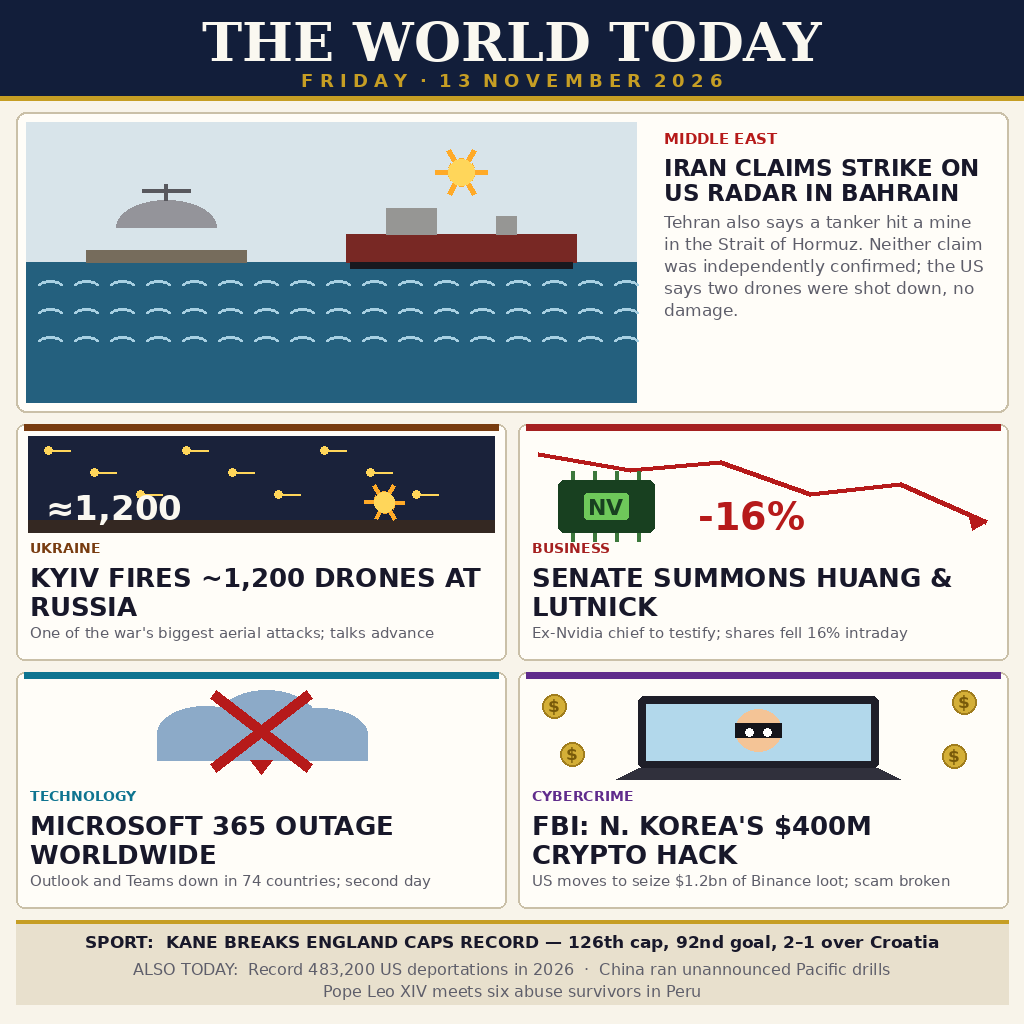 THE WORLD TODAY
FRIDAY · 13 NOVEMBER 2026
MIDDLE EAST
IRAN CLAIMS STRIKE ON
US RADAR IN BAHRAIN
Tehran also says a tanker hit a mine
in the Strait of Hormuz. Neither claim
was independently confirmed; the US
says two drones were shot down, no
damage.
≈1,200
UKRAINE
KYIV FIRES ~1,200 DRONES AT
RUSSIA
One of the war's biggest aerial attacks; talks advance
NV
-16%
BUSINESS
SENATE SUMMONS HUANG &
LUTNICK
Ex-Nvidia chief to testify; shares fell 16% intraday
TECHNOLOGY
MICROSOFT 365 OUTAGE
WORLDWIDE
Outlook and Teams down in 74 countries; second day
$
$
$
$
CYBERCRIME
FBI: N. KOREA'S $400M
CRYPTO HACK
US moves to seize $1.2bn of Binance loot; scam broken
SPORT: KANE BREAKS ENGLAND CAPS RECORD — 126th cap, 92nd goal, 2–1 over Croatia
ALSO TODAY: Record 483,200 US deportations in 2026 · China ran unannounced Pacific drills
Pope Leo XIV meets six abuse survivors in Peru